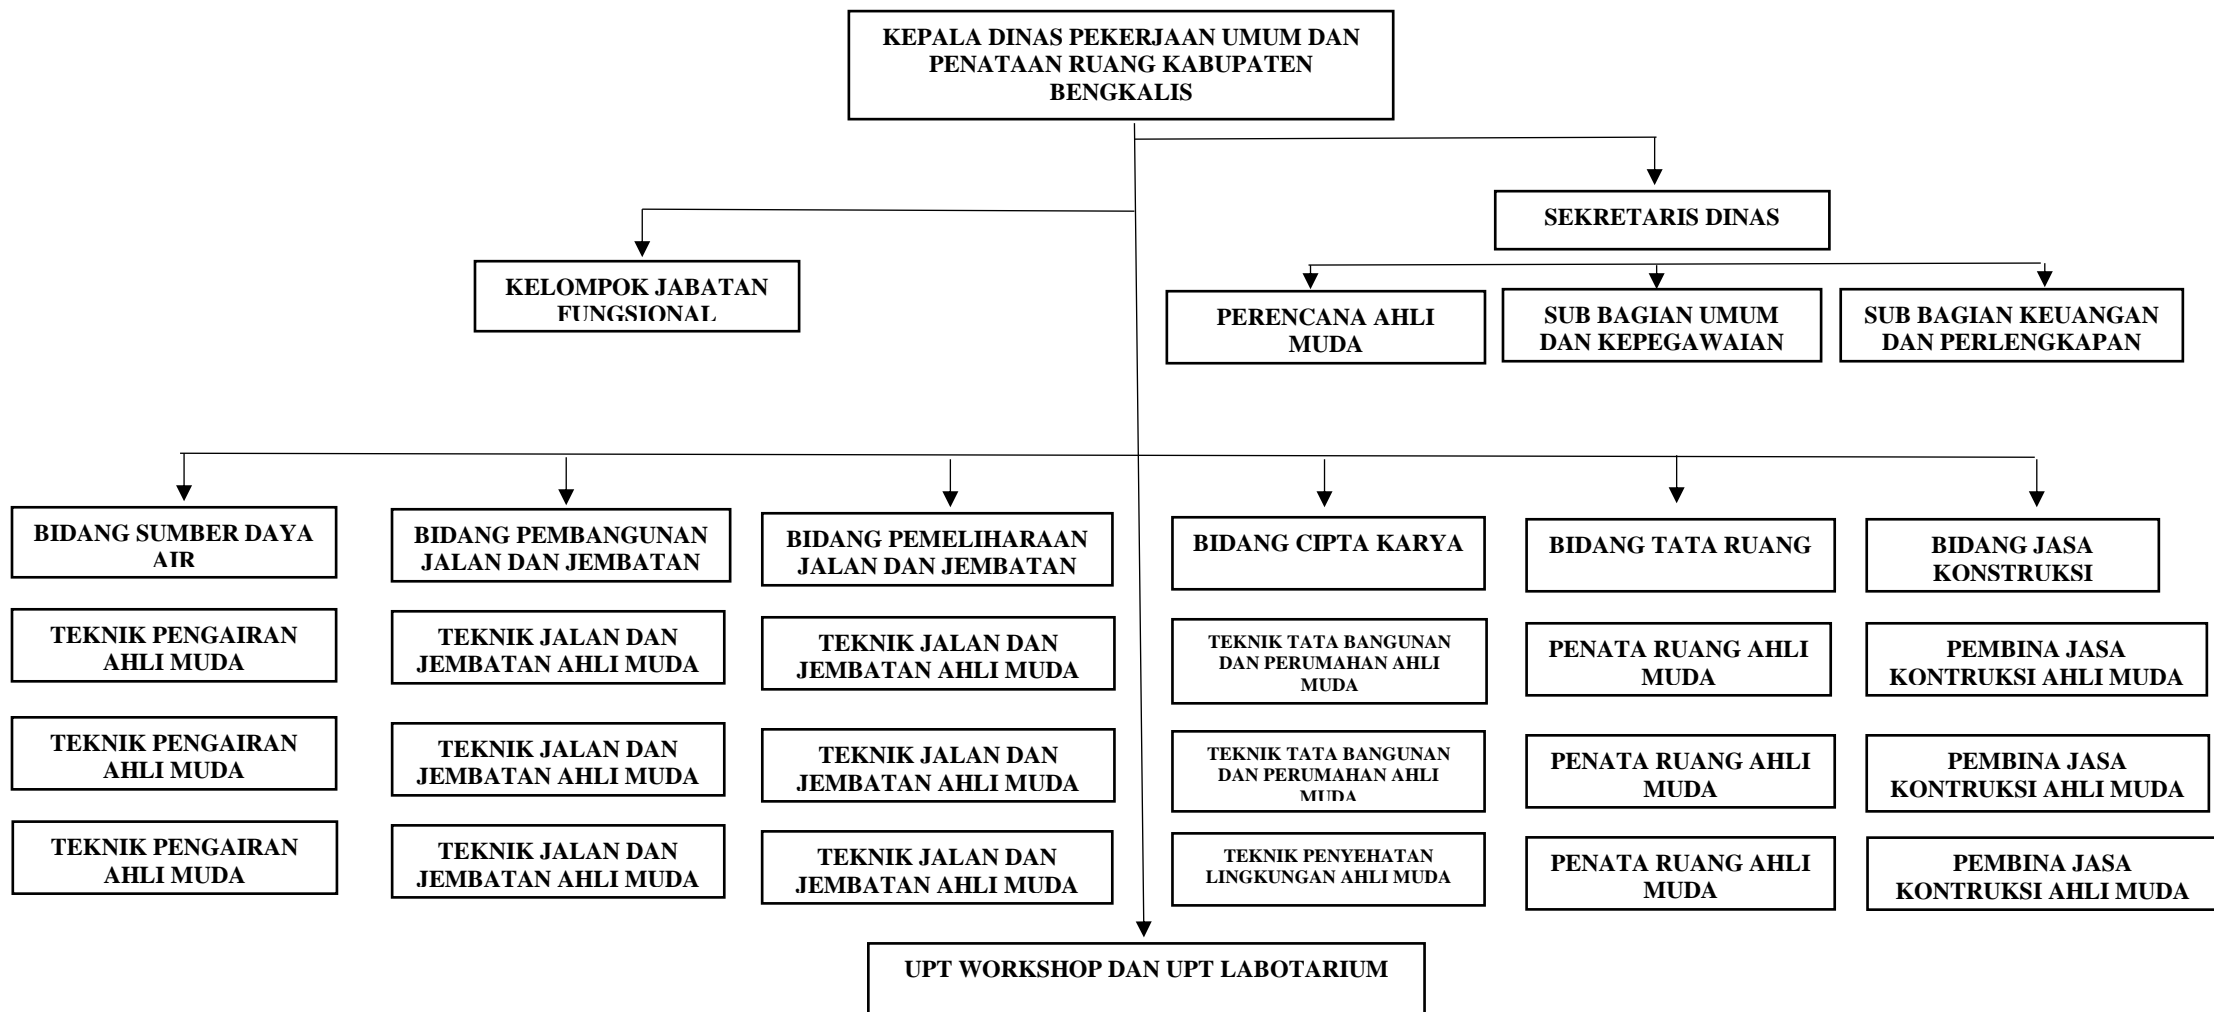 KEPALA DINAS PEKERJAAN UMUM DAN
PENATAAN RUANG KABUPATEN
BENGKALIS
SEKRETARIS DINAS
KELOMPOK JABATAN
FUNGSIONAL
PERENCANA AHLI
MUDA
SUB BAGIAN UMUM
DAN KEPEGAWAIAN
SUB BAGIAN KEUANGAN
DAN PERLENGKAPAN
BIDANG SUMBER DAYA
AIR
BIDANG PEMBANGUNAN
JALAN DAN JEMBATAN
BIDANG PEMELIHARAAN
JALAN DAN JEMBATAN
BIDANG CIPTA KARYA
BIDANG TATA RUANG
BIDANG JASA
KONSTRUKSI
TEKNIK PENGAIRAN
AHLI MUDA
TEKNIK JALAN DAN
JEMBATAN AHLI MUDA
TEKNIK JALAN DAN
JEMBATAN AHLI MUDA
TEKNIK TATA BANGUNAN
DAN PERUMAHAN AHLI
MUDA
PENATA RUANG AHLI
MUDA
PEMBINA JASA
KONTRUKSI AHLI MUDA
TEKNIK PENGAIRAN
AHLI MUDA
TEKNIK JALAN DAN
JEMBATAN AHLI MUDA
TEKNIK JALAN DAN
JEMBATAN AHLI MUDA
TEKNIK TATA BANGUNAN
DAN PERUMAHAN AHLI
MUDA
PENATA RUANG AHLI
MUDA
PEMBINA JASA
KONTRUKSI AHLI MUDA
TEKNIK PENGAIRAN
AHLI MUDA
TEKNIK JALAN DAN
JEMBATAN AHLI MUDA
TEKNIK JALAN DAN
JEMBATAN AHLI MUDA
TEKNIK PENYEHATAN
LINGKUNGAN AHLI MUDA
PENATA RUANG AHLI
MUDA
PEMBINA JASA
KONTRUKSI AHLI MUDA
UPT WORKSHOP DAN UPT LABOTARIUM